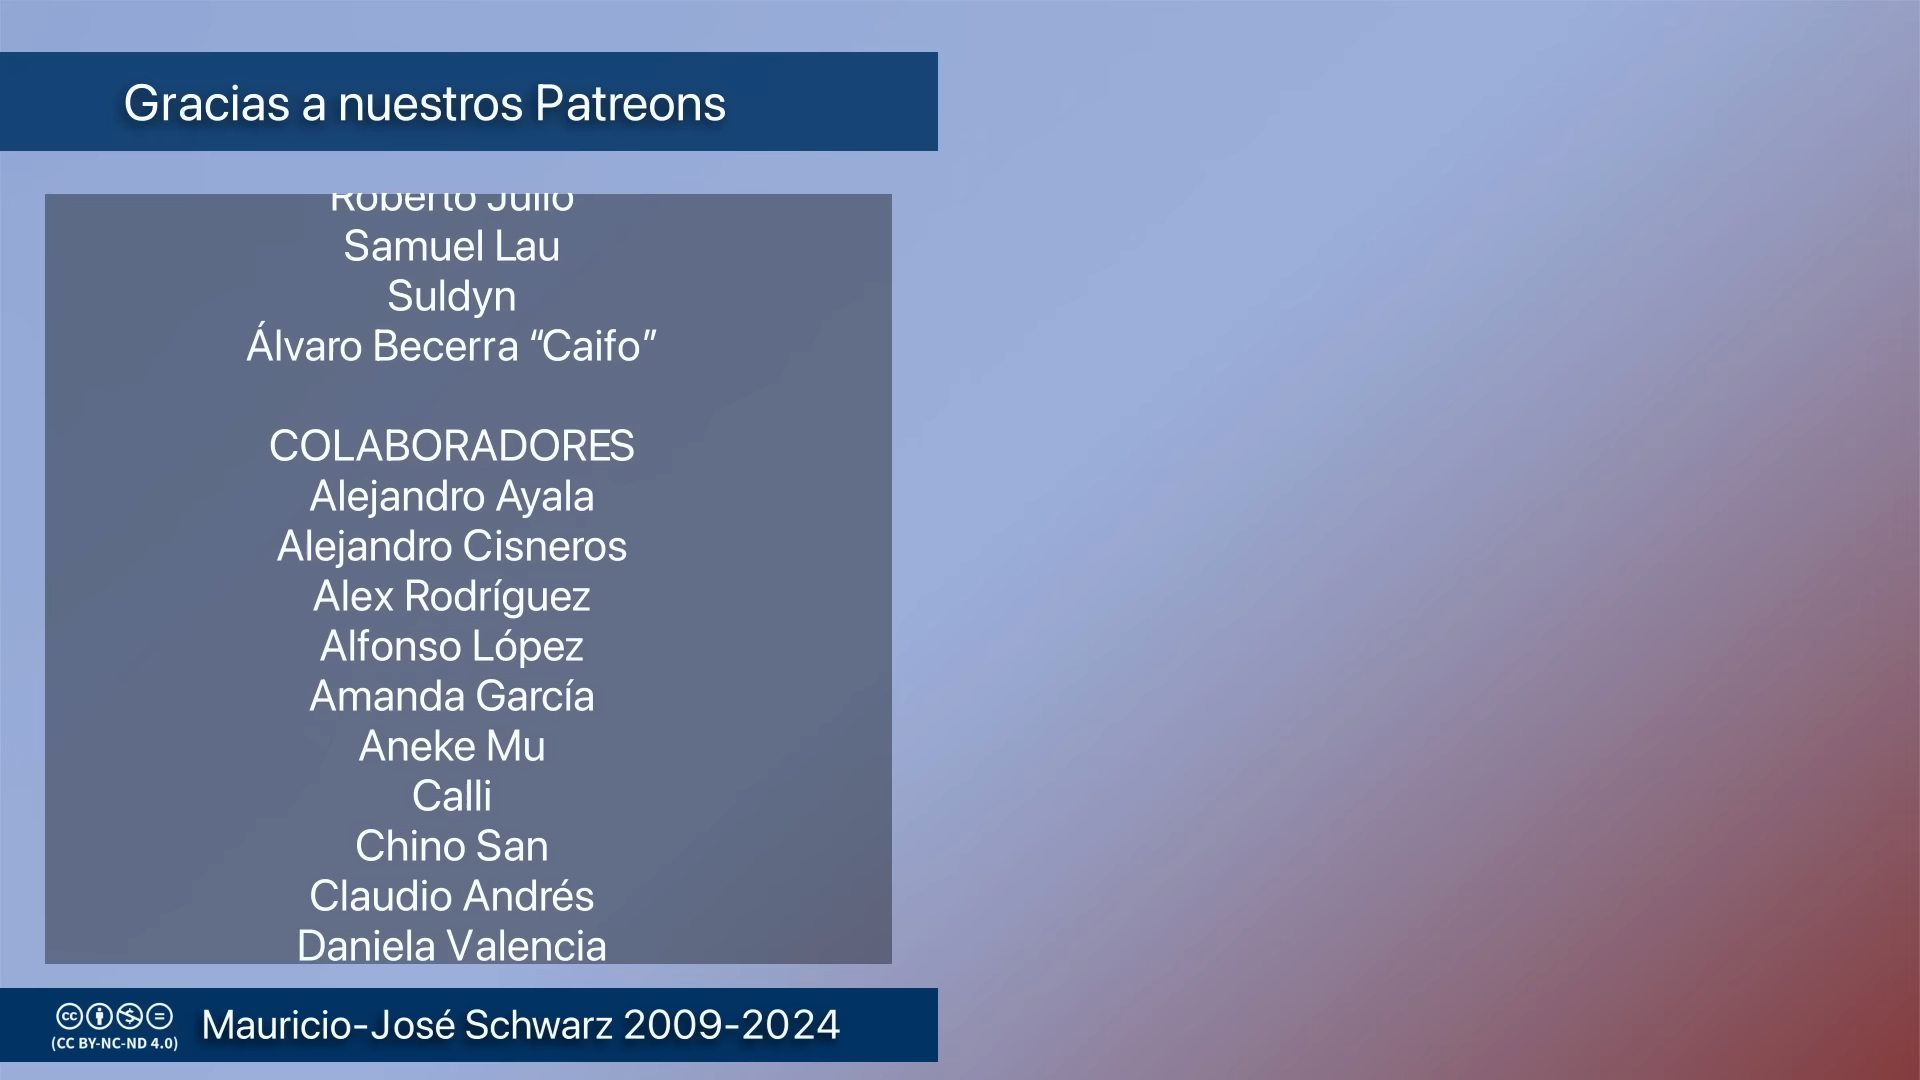 Gracias a nuestros Patreons
Roberto Julio
Samuel Lau
Suldyn
Álvaro Becerra “Caifo”
COLABORADORES
Alejandro Ayala
Alejandro Cisneros
Alex Rodríguez
Alfonso López
Amanda García
Aneke Mu
Calli
Chino San
Claudio Andrés
Daniela Valencia
Mauricio-José Schwarz 2009-2024
(CC BY-NC-ND 4.0)